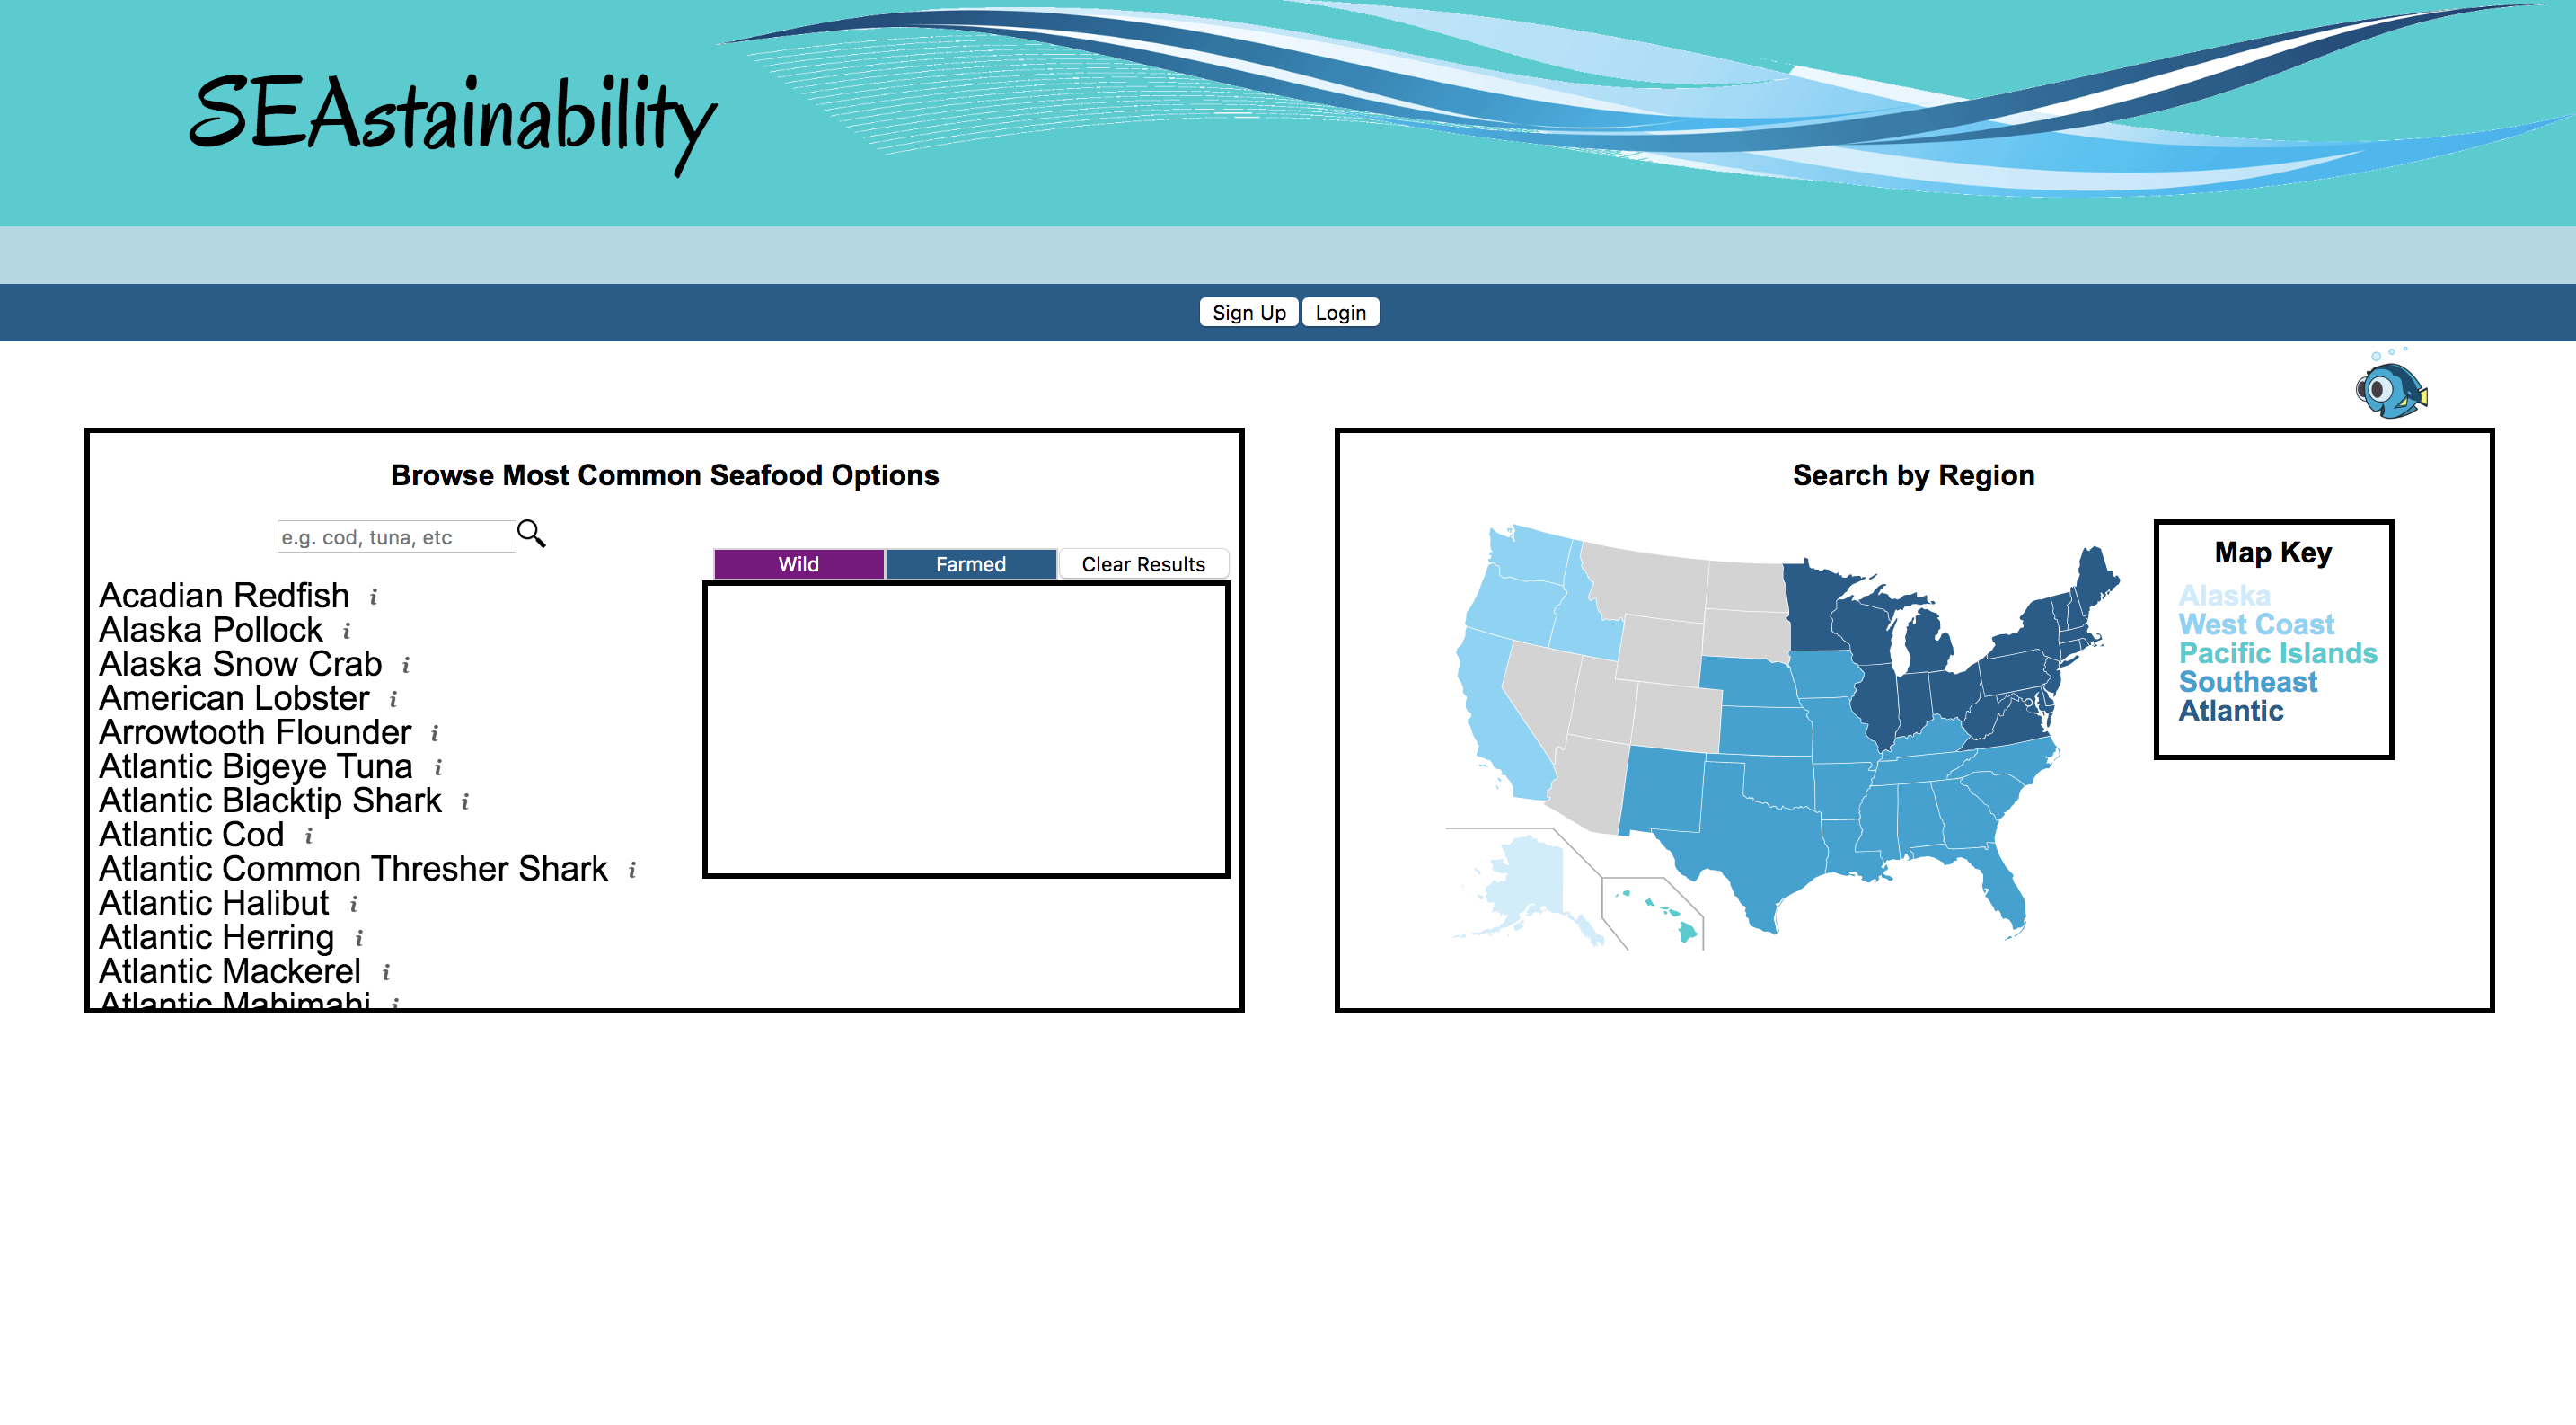 SEAstainability
Sign Up
Login
Browse Most Common Seafood Options
e.g. cod, tuna, etc
Wild
Farmed
Clear Results
Acadian Redfish i
Alaska Pollock i
Alaska Snow Crab i
American Lobster i
Arrowtooth Flounder i
Atlantic Bigeye Tuna i
Atlantic Blacktip Shark i
Atlantic Cod i
Atlantic Common Thresher Shark i
Atlantic Halibut i
Atlantic Herring i
Atlantic Mackerel i
Atlantic Mahimahi i
Search by Region
Map Key
Alaska
West Coast
Pacific Islands
Southeast
Atlantic